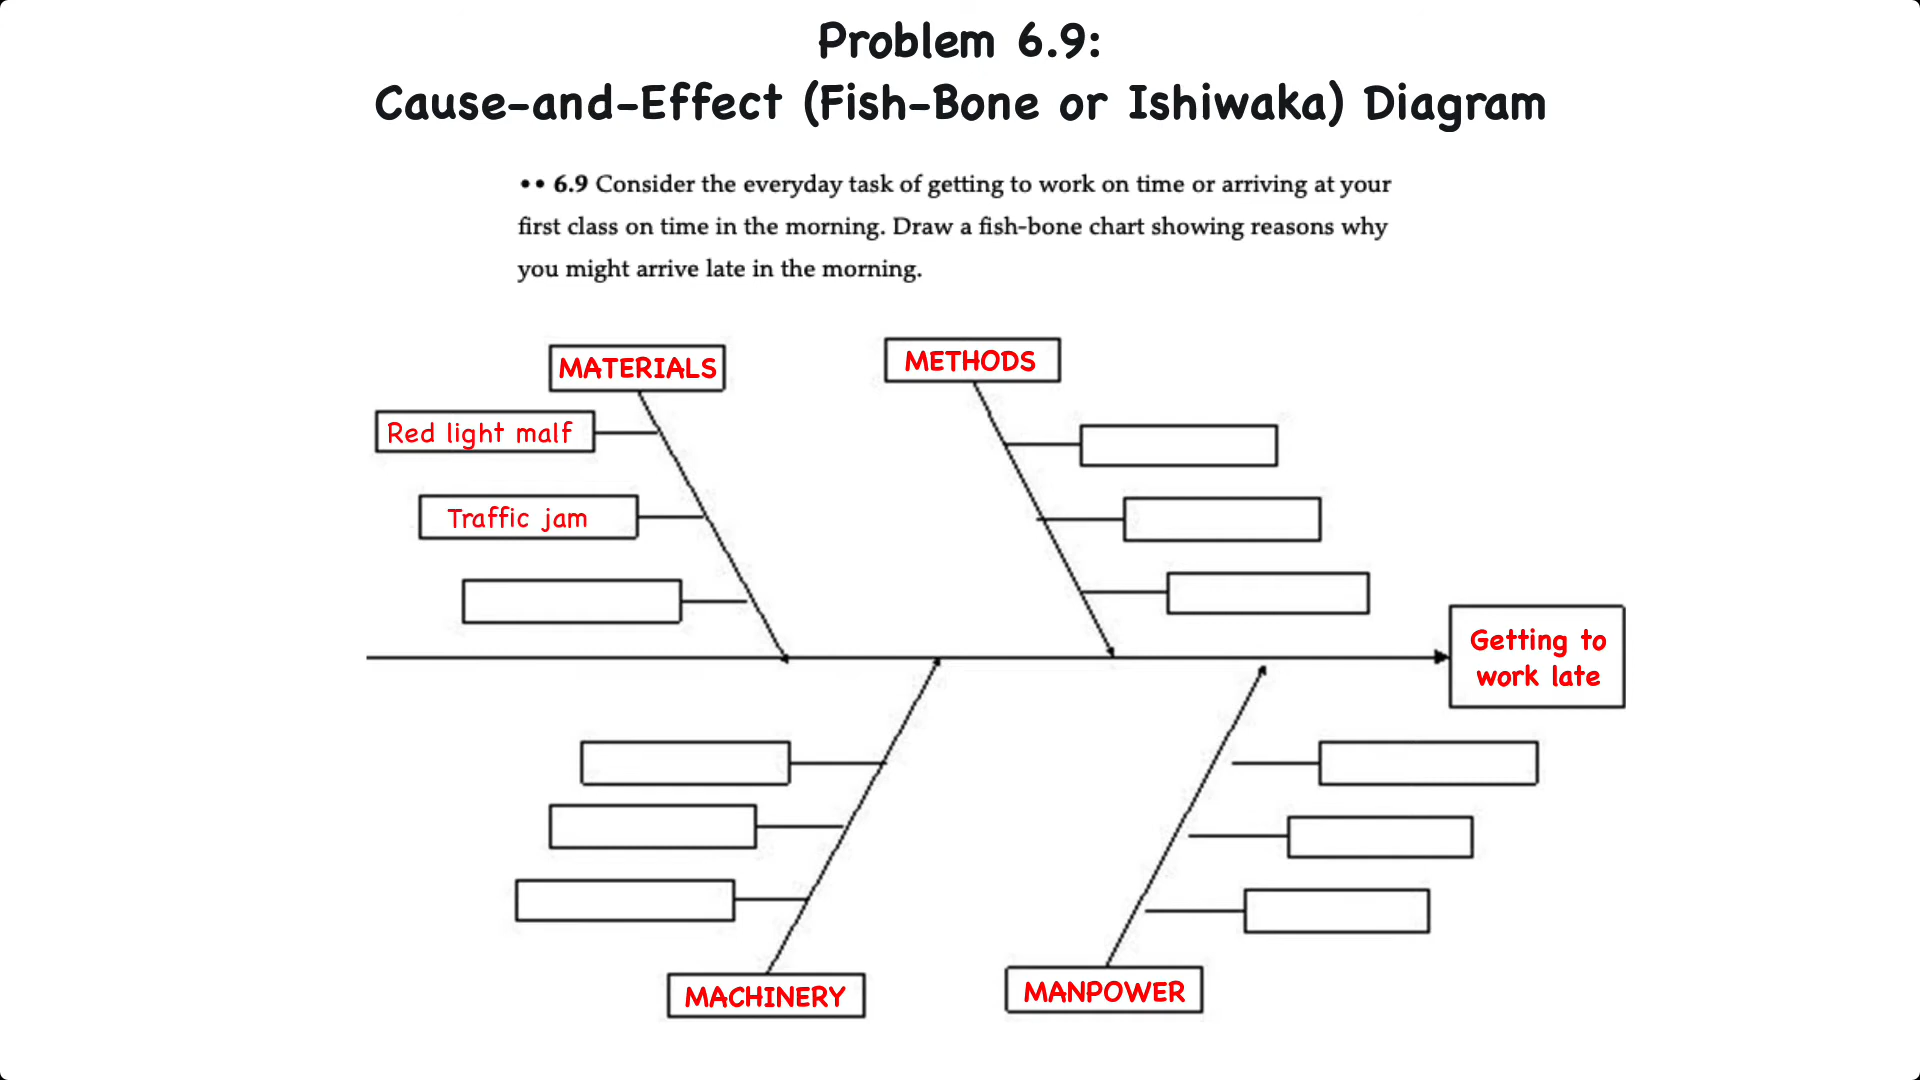 Problem 6.9:
Cause-and-Effect (Fish-Bone or Ishiwaka) Diagram
•• 6.9 Consider the everyday task of getting to work on time or arriving at your
first class on time in the morning. Draw a fish-bone chart showing reasons why
you might arrive late in the morning.
MATERIALS
METHODS
Red light malf
Traffic jam
Getting to
work late
MACHINERY
MANPOWER